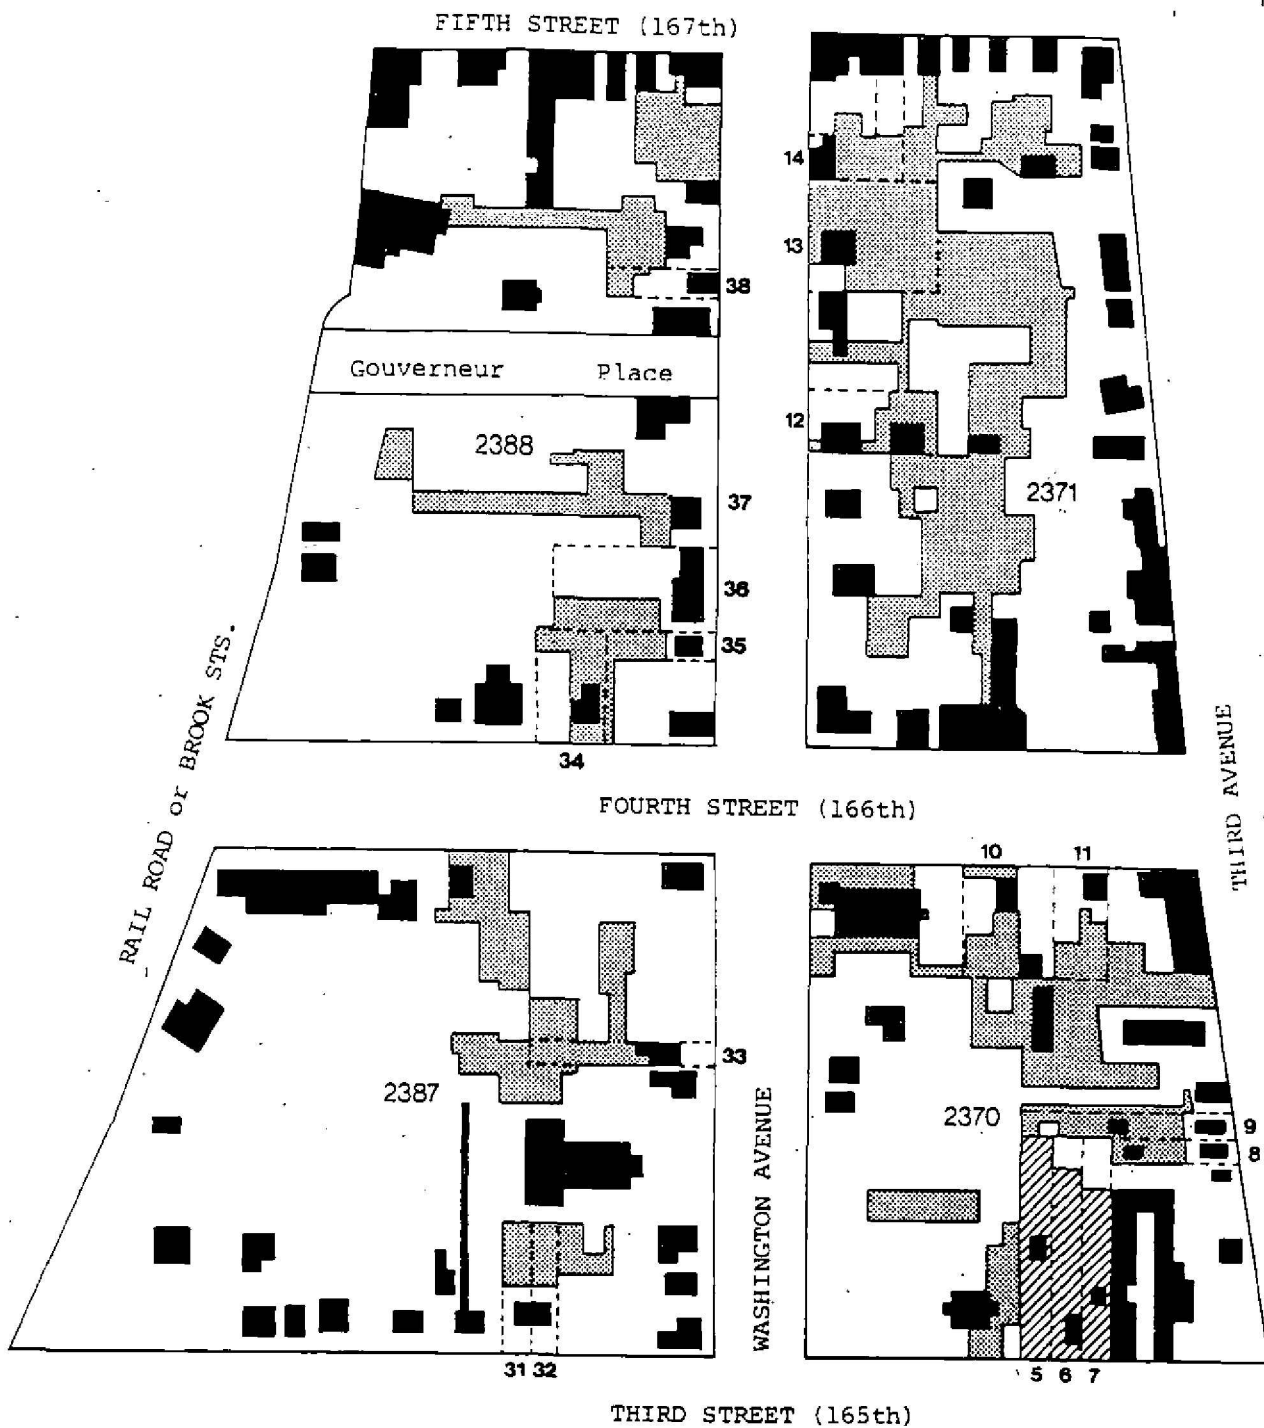 FIFTH STREET (167th)
14
13
38
Gouverneur Place
12
2388
37
2371
36
35
34
RAIL ROAD or BROOK STS.
THIRD AVENUE
FOURTH STREET (166th)
10 11
33
2387
2370
9
8
WASHINGTON AVENUE
31 32
5 6 7
THIRD STREET (165th)